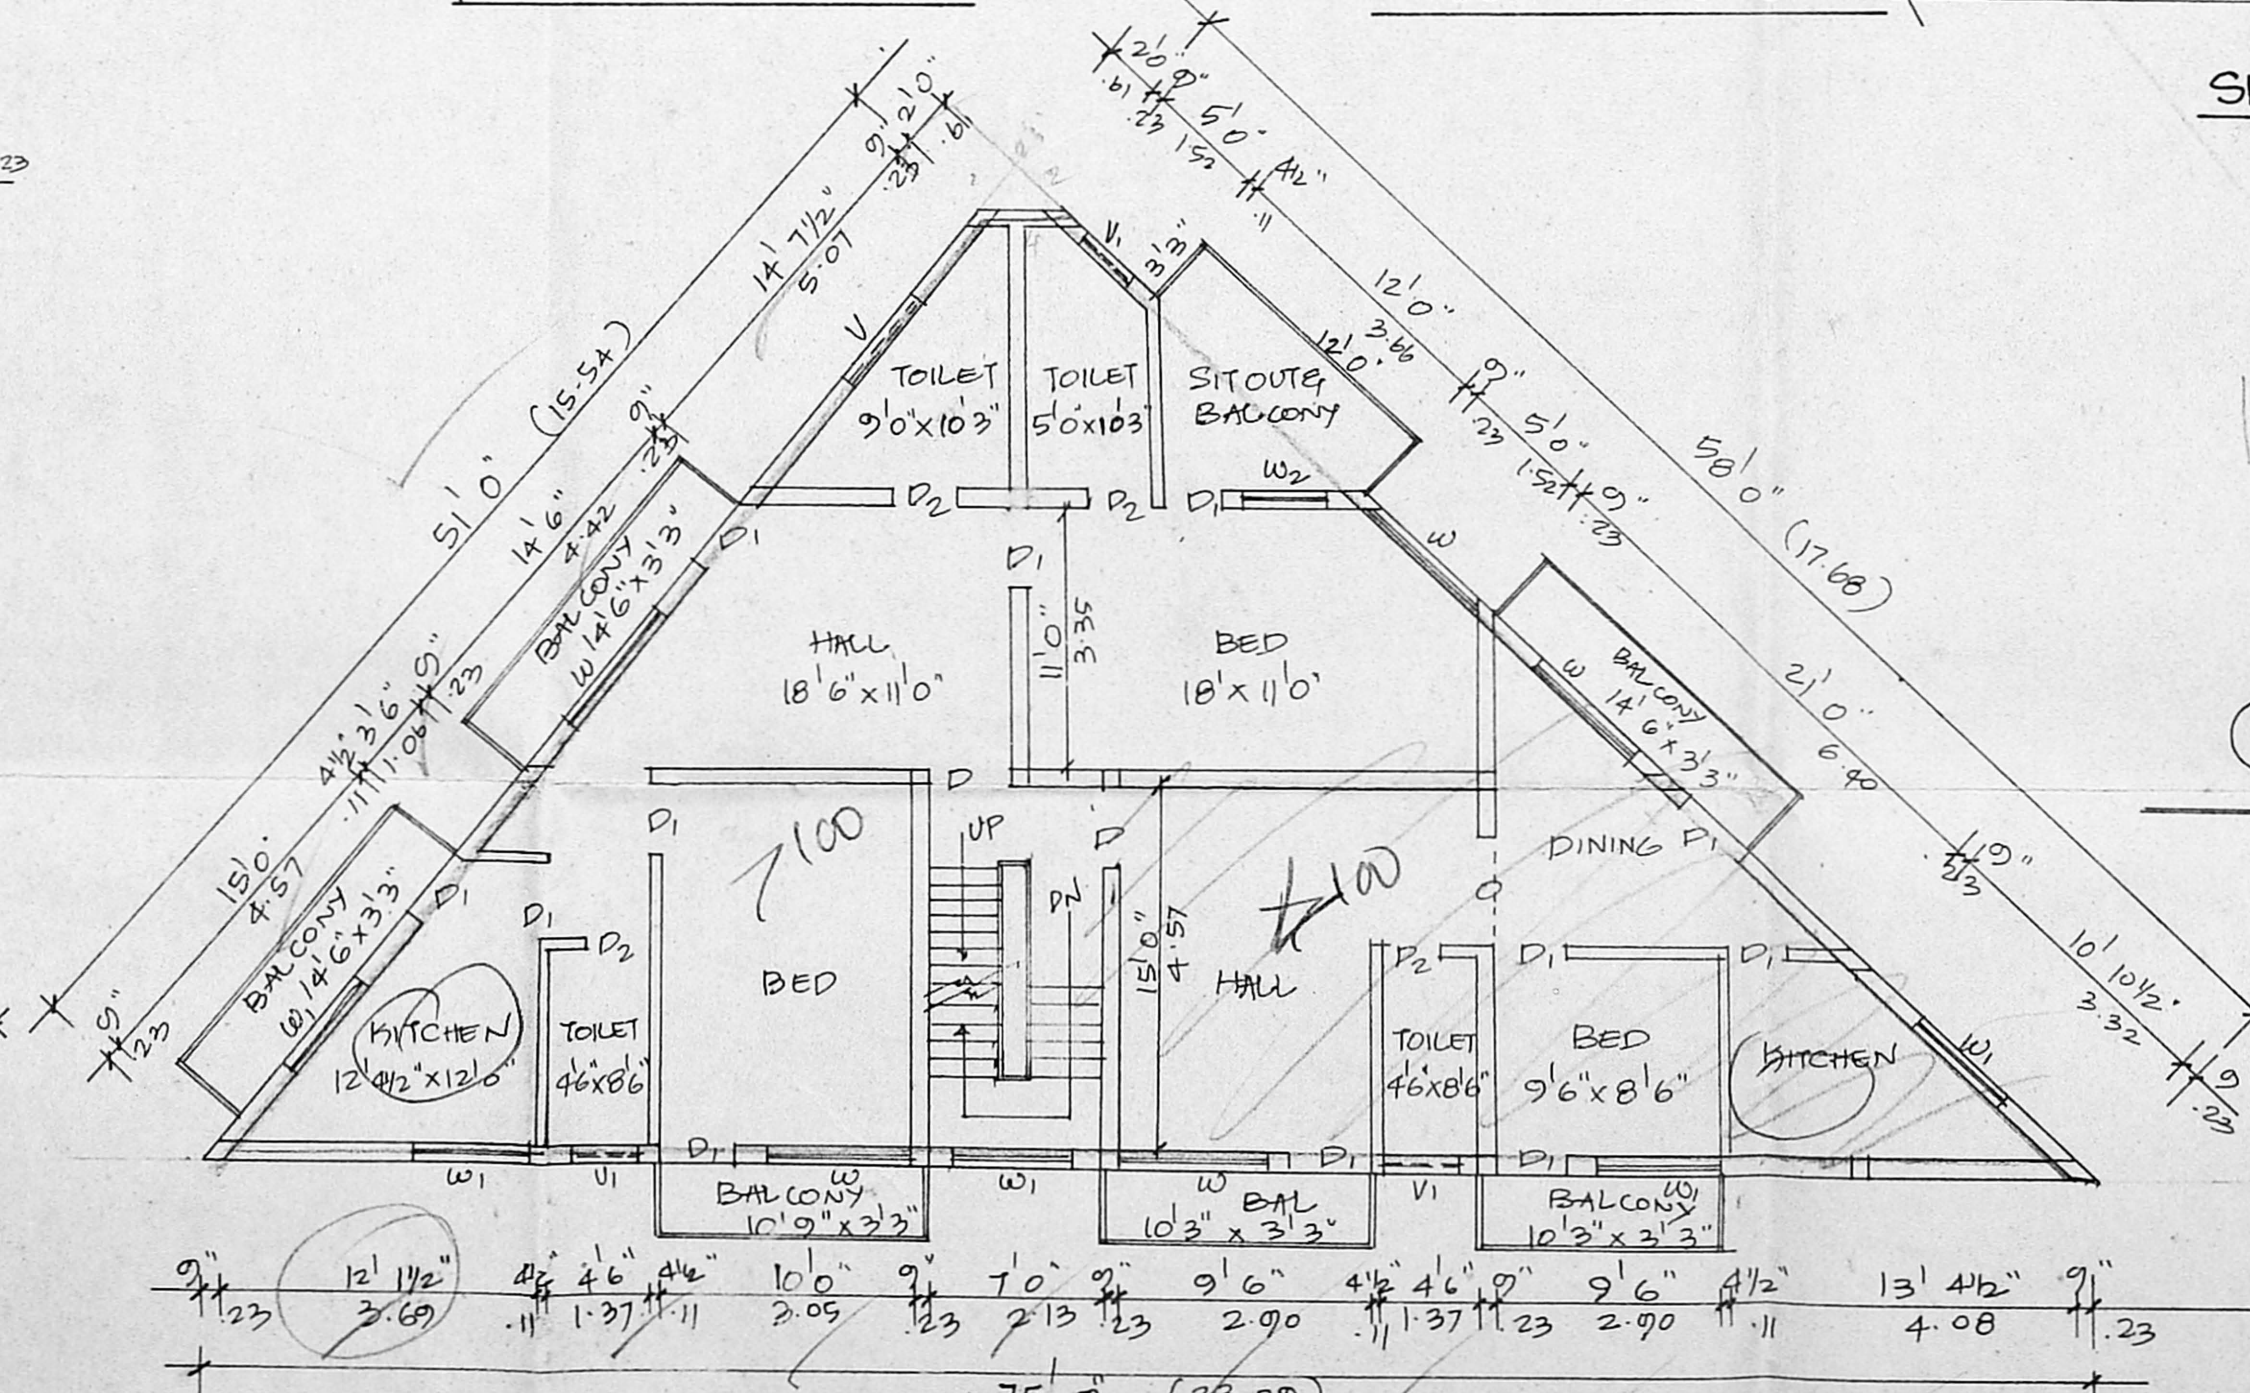 23
9" 2'0"
.23 .61
14' 7½"
5.07
51' 0" (15.54)
9"
.23
14' 6"
4.42
9"
.23
3' 6"
1.06
4½"
.11
15'0"
4.57
9"
.23
2'0"
.61
9"
.23
5'0"
1.52
4½"
.11
12'0"
3.66
9"
.23
5'0"
1.52
9"
.23
58' 0" (17.68)
21'0"
6.40
9"
.23
10' 10½"
3.32
9
.23
V1
3'3"
V
TOILET
9'0"x10'3"
TOILET
5'0"x10'3
SITOUT &
BALCONY
12'0"
W2
D2
D2
D1
D1
BALCONY
14'6"x3'3"
W
D1
HALL
18'6"x11'0"
11'0"
3.35
BED
18'x11'0"
W
W
BALCONY
14'6"x3'3"
D
D1
UP
D
100
100
DINING
D1
BALCONY
14'6"x3'3"
W1
D1
D1
D2
KITCHEN
12'4½"x12'0"
TOILET
4'6"x8'6"
BED
DN
15'0"
4.57
HALL
O
D2
D1
D1
TOILET
4'6"x8'6"
BED
9'6"x8'6"
KITCHEN
W1
W1
V1
D1
W
W1
W
D1
V1
D1
W1
BALCONY
10'9"x3'3"
BAL
10'3" x 3'3"
BALCONY
10'3"x3'3"
9" 12' 1½" 4½" 4'6" 4½" 10'0" 9" 7'0" 9" 9'6" 4½" 4'6" 9" 9'6" 4½" 13' 4½" 9"
.23 3.69 .11 1.37 .11 3.05 .23 2.13 .23 2.90 .11 1.37 .23 2.90 .11 4.08 .23